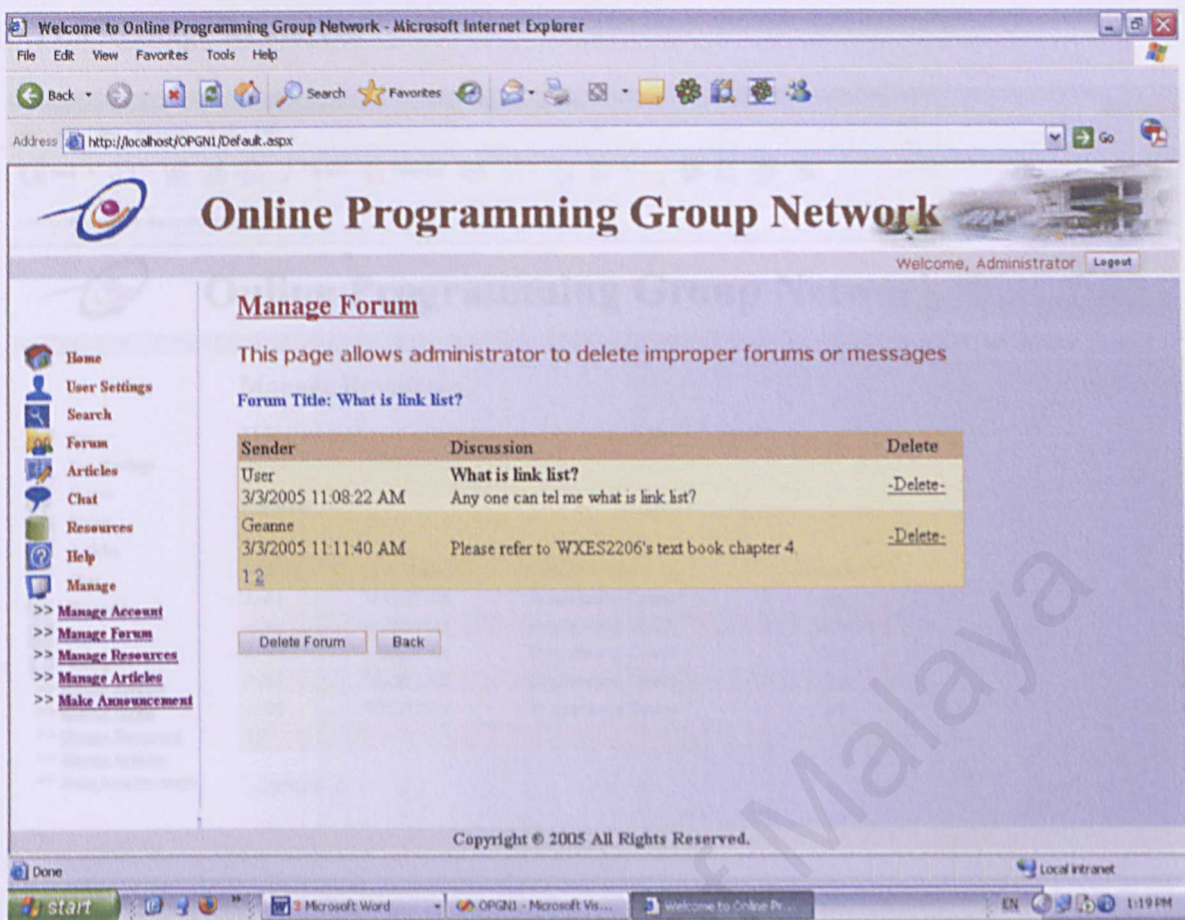 Welcome to Online Programming Group Network - Microsoft Internet Explorer
File Edit View Favorites Tools Help
Back Search Favorites
Address http://localhost/OPGN1/Default.aspx Go
Online Programming Group Network
Welcome, Administrator Logout
Manage Forum
This page allows administrator to delete improper forums or messages
Forum Title: What is link list?
Home
User Settings
Search
Forum
Articles
Chat
Resources
Help
Manage
>> Manage Account
>> Manage Forum
>> Manage Resources
>> Manage Articles
>> Make Announcement
Sender Discussion Delete
User What is link list?
3/3/2005 11:08:22 AM Any one can tel me what is link list? -Delete-
Geanne
3/3/2005 11:11:40 AM Please refer to WXES2206's text book chapter 4. -Delete-
1 2
Delete Forum Back
Copyright © 2005 All Rights Reserved.
Done Local intranet
start 3 Microsoft Word OPGN1 - Microsoft Vis... Welcome to Online Pr... EN 1:19 PM
of Malaya